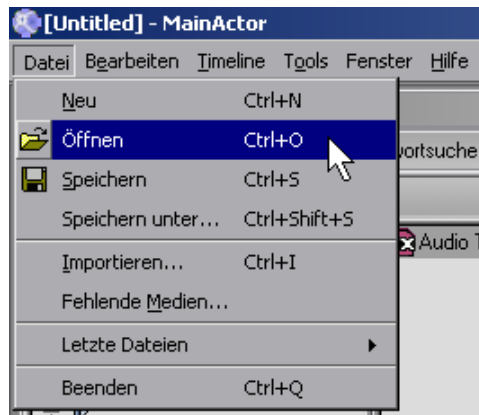 [Untitled] - MainActor
Datei Bearbeiten Timeline Tools Fenster Hilfe
Neu Ctrl+N
Öffnen Ctrl+O
Speichern Ctrl+S
Speichern unter... Ctrl+Shift+S
Importieren... Ctrl+I
Fehlende Medien...
Letzte Dateien
Beenden Ctrl+Q
vortsuche
Audio